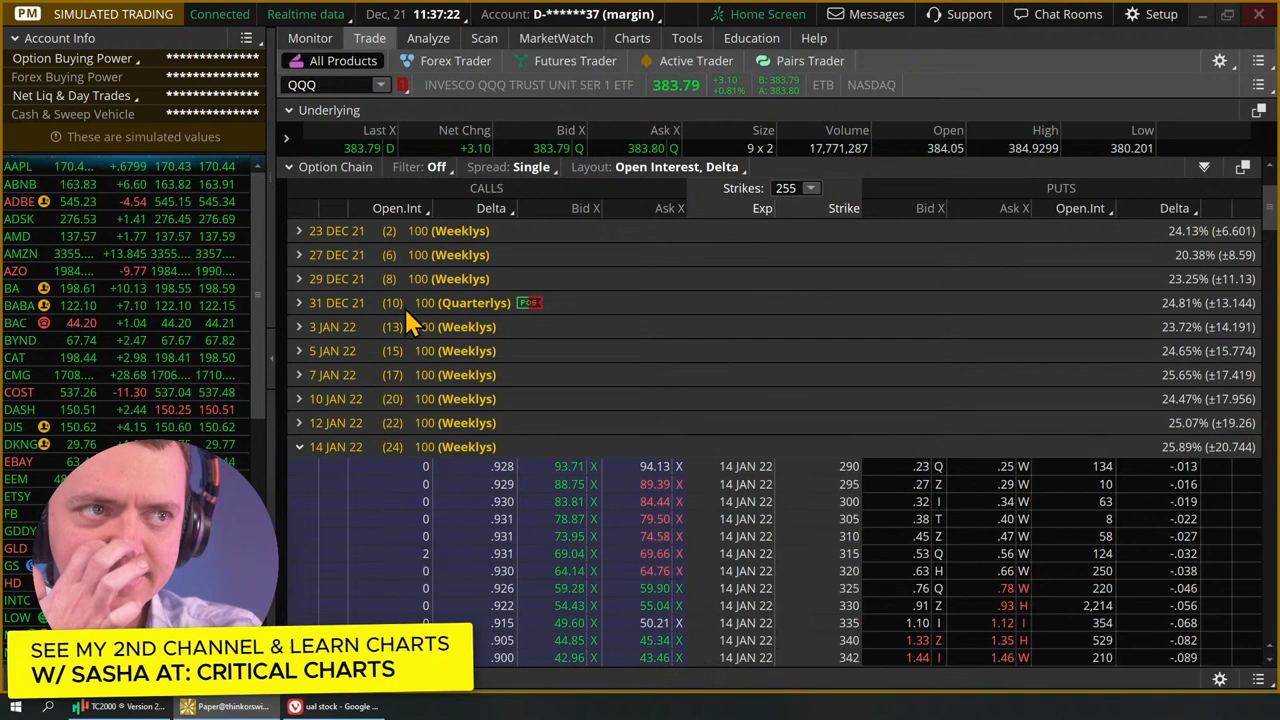 PM SIMULATED TRADING Connected Realtime data Dec, 21 11:37:22 Account: D-******37 (margin) Home Screen Messages Support Chat Rooms Setup
Account Info
Option Buying Power **************
Forex Buying Power **************
Net Liq & Day Trades **************
Cash & Sweep Vehicle **************
These are simulated values
Monitor Trade Analyze Scan MarketWatch Charts Tools Education Help
All Products Forex Trader Futures Trader Active Trader Pairs Trader
QQQ 1 INVESCO QQQ TRUST UNIT SER 1 ETF 383.79 +3.10 +0.81% B: 383.79 A: 383.80 ETB NASDAQ
Underlying
Last X Net Chng Bid X Ask X Size Volume Open High Low
383.79 D +3.10 383.79 Q 383.80 Q 9 x 2 17,771,287 384.05 384.9299 380.201
Option Chain Filter: Off Spread: Single Layout: Open Interest, Delta
CALLS Strikes: 255 PUTS
Open.Int Delta Bid X Ask X Exp Strike Bid X Ask X Open.Int Delta
23 DEC 21 (2) 100 (Weeklys) 24.13% (±6.601)
27 DEC 21 (6) 100 (Weeklys) 20.38% (±8.59)
29 DEC 21 (8) 100 (Weeklys) 23.25% (±11.13)
31 DEC 21 (10) 100 (Quarterlys) POS 24.81% (±13.144)
3 JAN 22 (13) 100 (Weeklys) 23.72% (±14.191)
5 JAN 22 (15) 100 (Weeklys) 24.65% (±15.774)
7 JAN 22 (17) 100 (Weeklys) 25.65% (±17.419)
10 JAN 22 (20) 100 (Weeklys) 24.47% (±17.956)
12 JAN 22 (22) 100 (Weeklys) 25.07% (±19.26)
14 JAN 22 (24) 100 (Weeklys) 25.89% (±20.744)
0 .928 93.71 X 94.13 X 14 JAN 22 290 .23 Q .25 W 134 -.013
0 .929 88.75 X 89.39 X 14 JAN 22 295 .27 Z .29 W 10 -.016
0 .930 83.81 X 84.44 X 14 JAN 22 300 .32 I .34 W 63 -.019
0 .931 78.87 X 79.50 X 14 JAN 22 305 .38 T .40 W 8 -.022
0 .931 73.95 X 74.58 X 14 JAN 22 310 .45 Z .47 W 58 -.027
2 .931 69.04 X 69.66 X 14 JAN 22 315 .53 Q .56 W 124 -.032
0 .930 64.14 X 64.76 X 14 JAN 22 320 .63 H .66 W 250 -.038
0 .926 59.28 X 59.90 X 14 JAN 22 325 .76 Q .78 W 220 -.046
0 .922 54.43 X 55.04 X 14 JAN 22 330 .91 Z .93 H 2,214 -.056
0 .915 49.60 X 50.21 X 14 JAN 22 335 1.10 I 1.12 I 354 -.068
0 .905 44.85 X 45.34 X 14 JAN 22 340 1.33 Z 1.35 H 529 -.082
0 .900 42.96 X 43.46 X 14 JAN 22 342 1.44 I 1.46 W 210 -.089
AAPL 170.4... +.6799 170.43 170.44
ABNB 163.83 +6.60 163.82 163.91
ADBE 545.23 -4.54 545.15 545.34
ADSK 276.53 +1.41 276.45 276.69
AMD 137.57 +1.77 137.57 137.58
AMZN 3355.... +13.845 3355.... 3356....
AZO 1984.... -9.77 1984.... 1990....
BA 198.61 +10.13 198.55 198.59
BABA 122.10 +7.10 122.08 122.11
BAC 44.20 +1.04 44.20 44.21
BYND 67.74 +2.47 67.67 67.72
CAT 198.44 +2.98 198.41 198.50
CMG 1708.... +28.68 1706.... 1710....
COST 537.26 -11.30 537.04 537.48
DASH 150.51 +2.44 150.25 150.51
DIS 150.62 +4.15 150.60 150.62
DKNG 29.76 29.77
EBAY
EEM
ETSY
FB
GDDY
GLD
GS
HD
INTC
LOW
SEE MY 2ND CHANNEL & LEARN CHARTS
W/ SASHA AT: CRITICAL CHARTS
TC2000 ® Version 2... Paper@thinkorswi... ual stock - Google ...